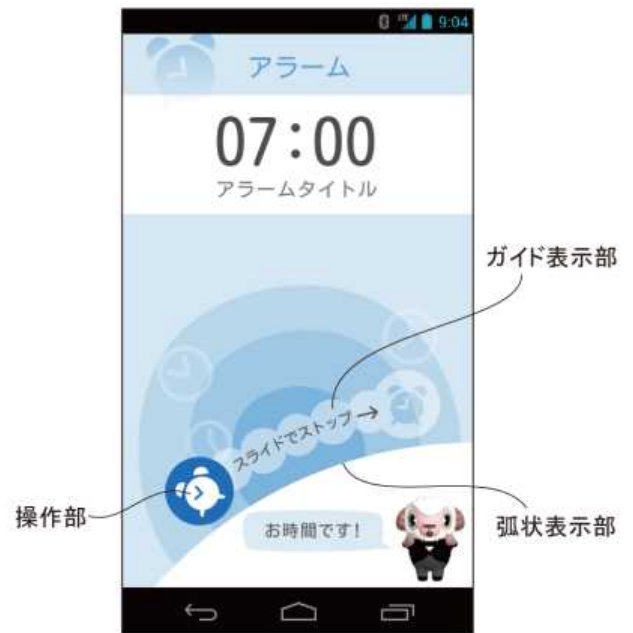 LTE 9:04
アラーム
07:00
アラームタイトル
ガイド表示部
スライドでストップ→
操作部
お時間です!
弧状表示部